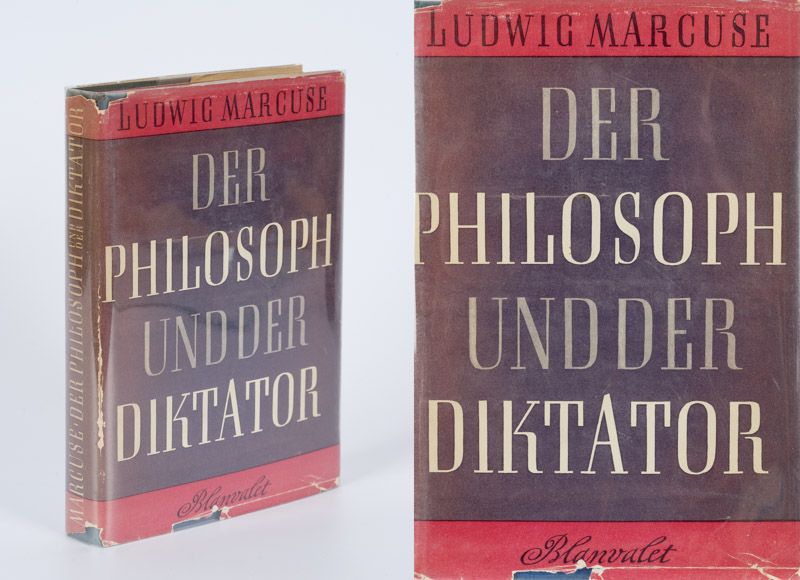 LUDWIG MARCUSE
DER
PHILOSOPH
UND DER
DIKTATOR
Blanvalet
MARCUSE · DER PHILOSOPH UND DER DIKTATOR
LUDWIG MARCUSE
DER
PHILOSOPH
UND DER
DIKTATOR
Blanvalet